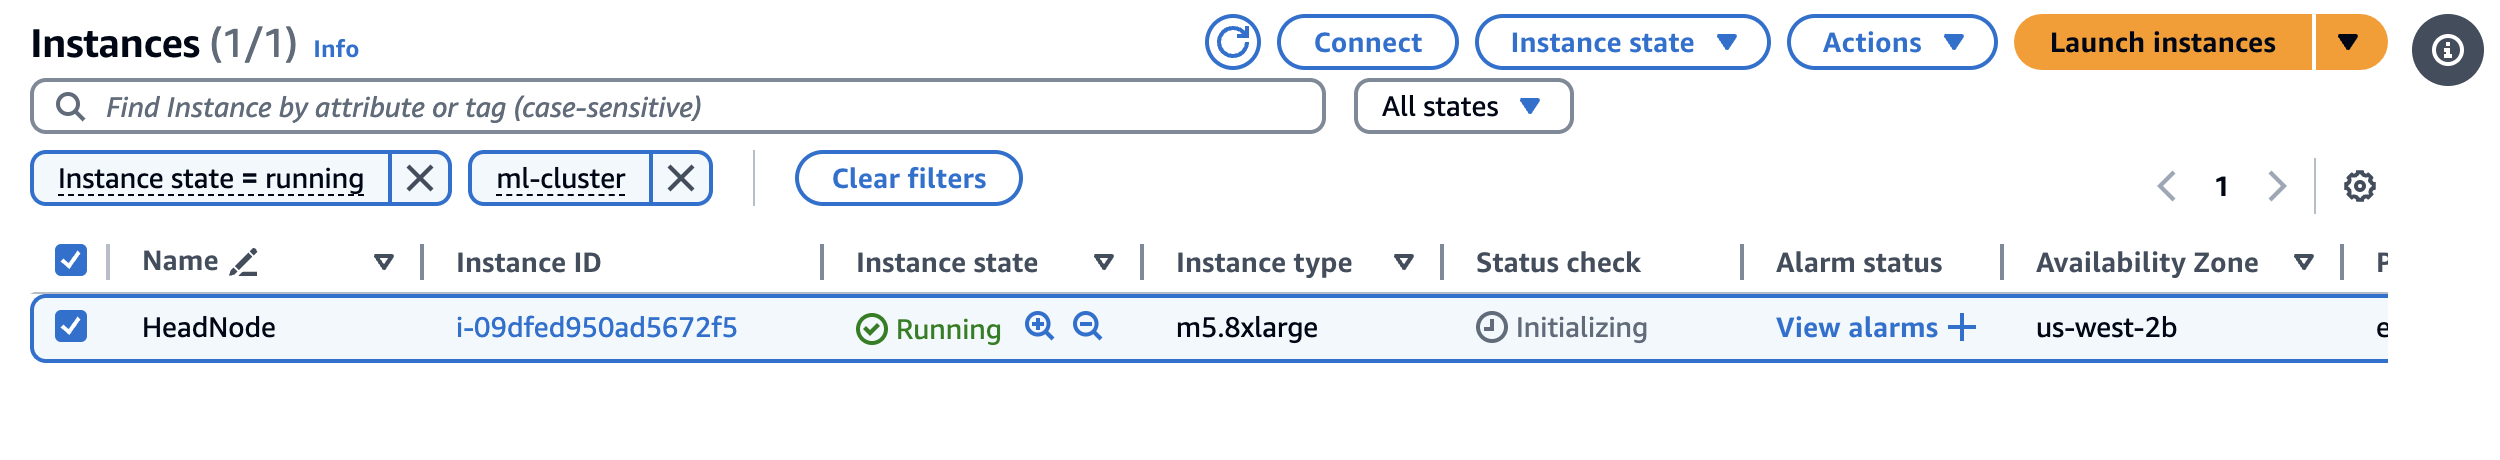 Instances (1/1) Info Connect Instance state Actions Launch instances
Find Instance by attribute or tag (case-sensitive) All states
Instance state = running ml-cluster Clear filters 1
Name Instance ID Instance state Instance type Status check Alarm status Availability Zone
HeadNode i-09dfed950ad5672f5 Running m5.8xlarge Initializing View alarms + us-west-2b